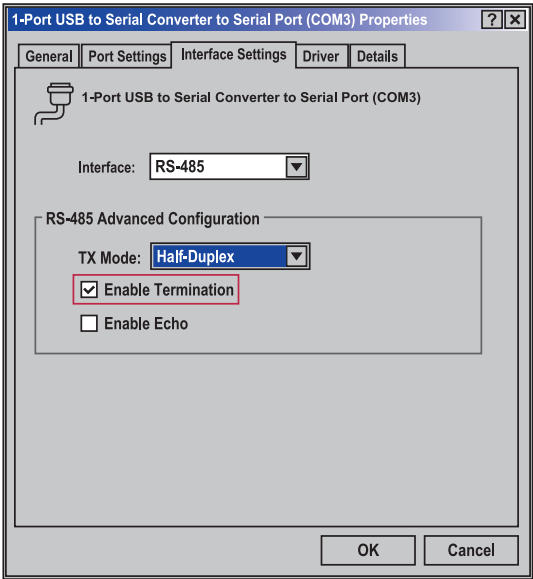 1-Port USB to Serial Converter to Serial Port (COM3) Properties ? X
General Port Settings Interface Settings Driver Details
1-Port USB to Serial Converter to Serial Port (COM3)
Interface: RS-485
RS-485 Advanced Configuration
TX Mode: Half-Duplex
Enable Termination
Enable Echo
OK Cancel